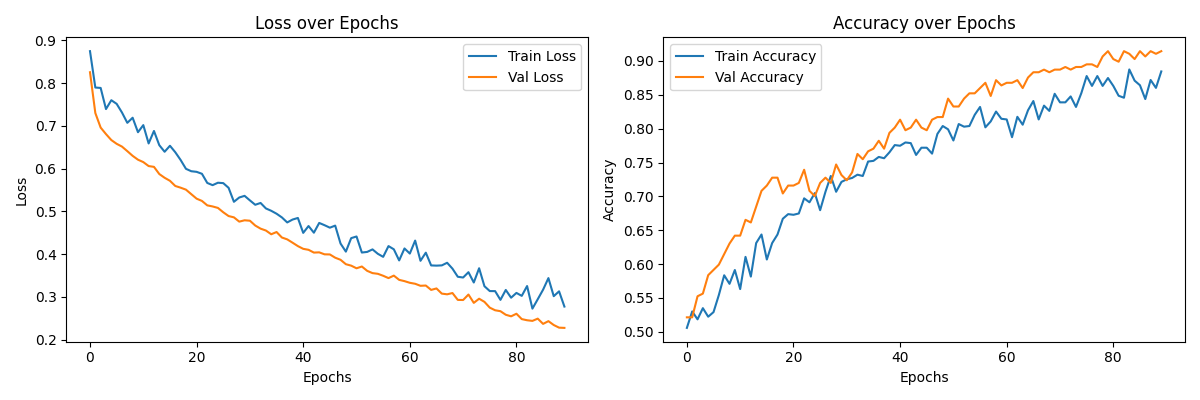 Loss over Epochs
Train Loss
Val Loss
Loss
0.9
0.8
0.7
0.6
0.5
0.4
0.3
0.2
0 20 40 60 80
Epochs
Accuracy over Epochs
Train Accuracy
Val Accuracy
Accuracy
0.90
0.85
0.80
0.75
0.70
0.65
0.60
0.55
0.50
0 20 40 60 80
Epochs